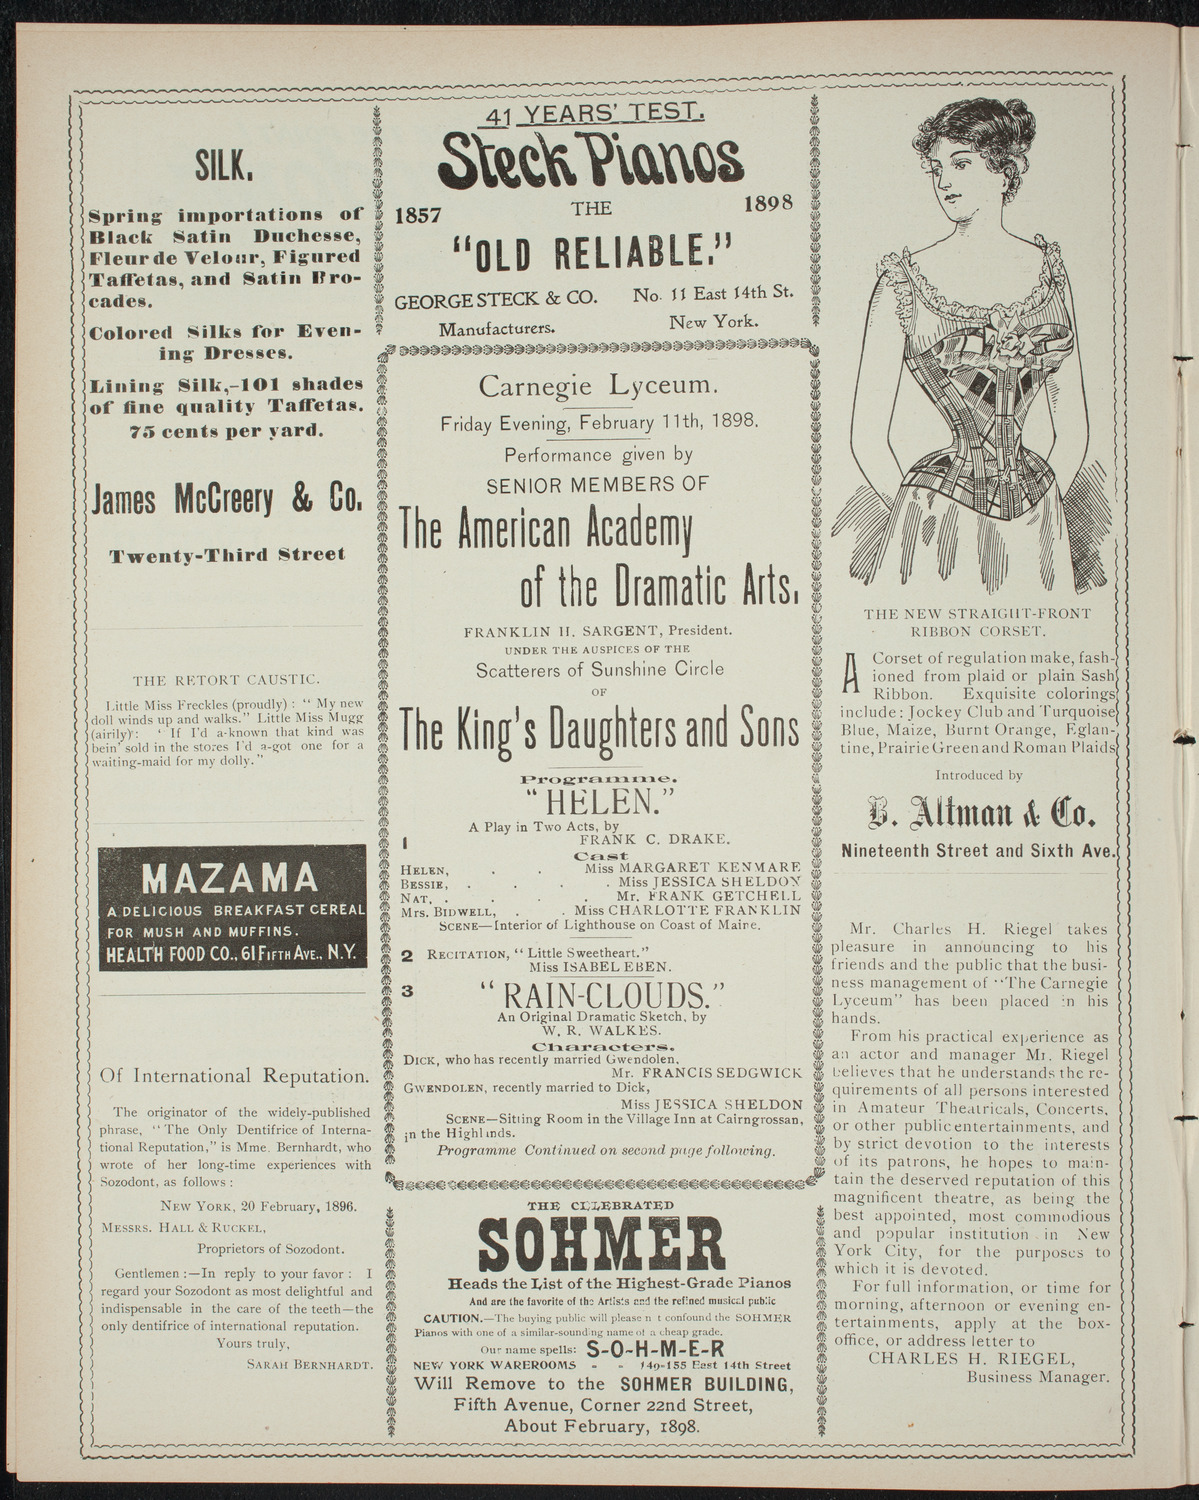 SILK.
Spring importations of
Black Satin Duchesse,
Fleur de Velour, Figured
Taffetas, and Satin Bro-
cades.
Colored Silks for Even-
ing Dresses.
Lining Silk,-101 shades
of fine quality Taffetas.
75 cents per yard.
James McCreery & Co.
Twenty-Third Street
THE RETORT CAUSTIC.
Little Miss Freckles (proudly) : “ My new
doll winds up and walks.” Little Miss Mugg
(airily): ‘ If I’d a-known that kind was
bein’ sold in the stores I’d a-got one for a
waiting-maid for my dolly.”
MAZAMA
A DELICIOUS BREAKFAST CEREAL
FOR MUSH AND MUFFINS.
HEALTH FOOD CO., 61 FIFTH AVE., N.Y.
Of International Reputation.
The originator of the widely-published
phrase, “ The Only Dentifrice of Interna-
tional Reputation,” is Mme. Bernhardt, who
wrote of her long-time experiences with
Sozodont, as follows :
NEW YORK, 20 February, 1896.
MESSRS. HALL & RUCKEL,
Proprietors of Sozodont.
Gentlemen :—In reply to your favor : I
regard your Sozodont as most delightful and
indispensable in the care of the teeth—the
only dentifrice of international reputation.
Yours truly,
SARAH BERNHARDT.
41 YEARS’ TEST.
Steck Pianos
1857 THE 1898
“OLD RELIABLE.”
GEORGE STECK & CO. No. 11 East 14th St.
Manufacturers. New York.
Carnegie Lyceum.
Friday Evening, February 11th, 1898.
Performance given by
SENIOR MEMBERS OF
The American Academy
of the Dramatic Arts.
FRANKLIN H. SARGENT, President.
UNDER THE AUSPICES OF THE
Scatterers of Sunshine Circle
OF
The King’s Daughters and Sons
Programme.
“HELEN.”
A Play in Two Acts, by
1 FRANK C. DRAKE.
Cast
HELEN, . . Miss MARGARET KENMARE
BESSIE, . . . . Miss JESSICA SHELDON
NAT, . . . . Mr. FRANK GETCHELL
Mrs. BIDWELL, . . Miss CHARLOTTE FRANKLIN
SCENE—Interior of Lighthouse on Coast of Maine.
2 RECITATION, “ Little Sweetheart.”
Miss ISABEL EBEN.
3 “ RAIN-CLOUDS.”
An Original Dramatic Sketch, by
W. R. WALKES.
Characters.
DICK, who has recently married Gwendolen,
Mr. FRANCIS SEDGWICK
GWENDOLEN, recently married to Dick,
Miss JESSICA SHELDON
SCENE—Sitting Room in the Village Inn at Cairngrossan,
in the Highlands.
Programme Continued on second page following.
THE CELEBRATED
SOHMER
Heads the List of the Highest-Grade Pianos
And are the favorite of the Artists and the refined musical public
CAUTION.—The buying public will please n t confound the SOHMER
Pianos with one of a similar-sounding name of a cheap grade.
Our name spells: S-O-H-M-E-R
NEW YORK WAREROOMS - - 149-155 East 14th Street
Will Remove to the SOHMER BUILDING,
Fifth Avenue, Corner 22nd Street,
About February, 1898.
THE NEW STRAIGHT-FRONT
RIBBON CORSET.
A Corset of regulation make, fash-
ioned from plaid or plain Sash
Ribbon. Exquisite colorings
include : Jockey Club and Turquoise
Blue, Maize, Burnt Orange, Eglan-
tine, Prairie Green and Roman Plaids
Introduced by
B. Altman & Co.
Nineteenth Street and Sixth Ave.
Mr. Charles H. Riegel takes
pleasure in announcing to his
friends and the public that the busi-
ness management of “The Carnegie
Lyceum” has been placed in his
hands.
From his practical experience as
an actor and manager Mr. Riegel
believes that he understands the re-
quirements of all persons interested
in Amateur Theatricals, Concerts,
or other public entertainments, and
by strict devotion to the interests
of its patrons, he hopes to main-
tain the deserved reputation of this
magnificent theatre, as being the
best appointed, most commodious
and popular institution in New
York City, for the purposes to
which it is devoted.
For full information, or time for
morning, afternoon or evening en-
tertainments, apply at the box-
office, or address letter to
CHARLES H. RIEGEL,
Business Manager.